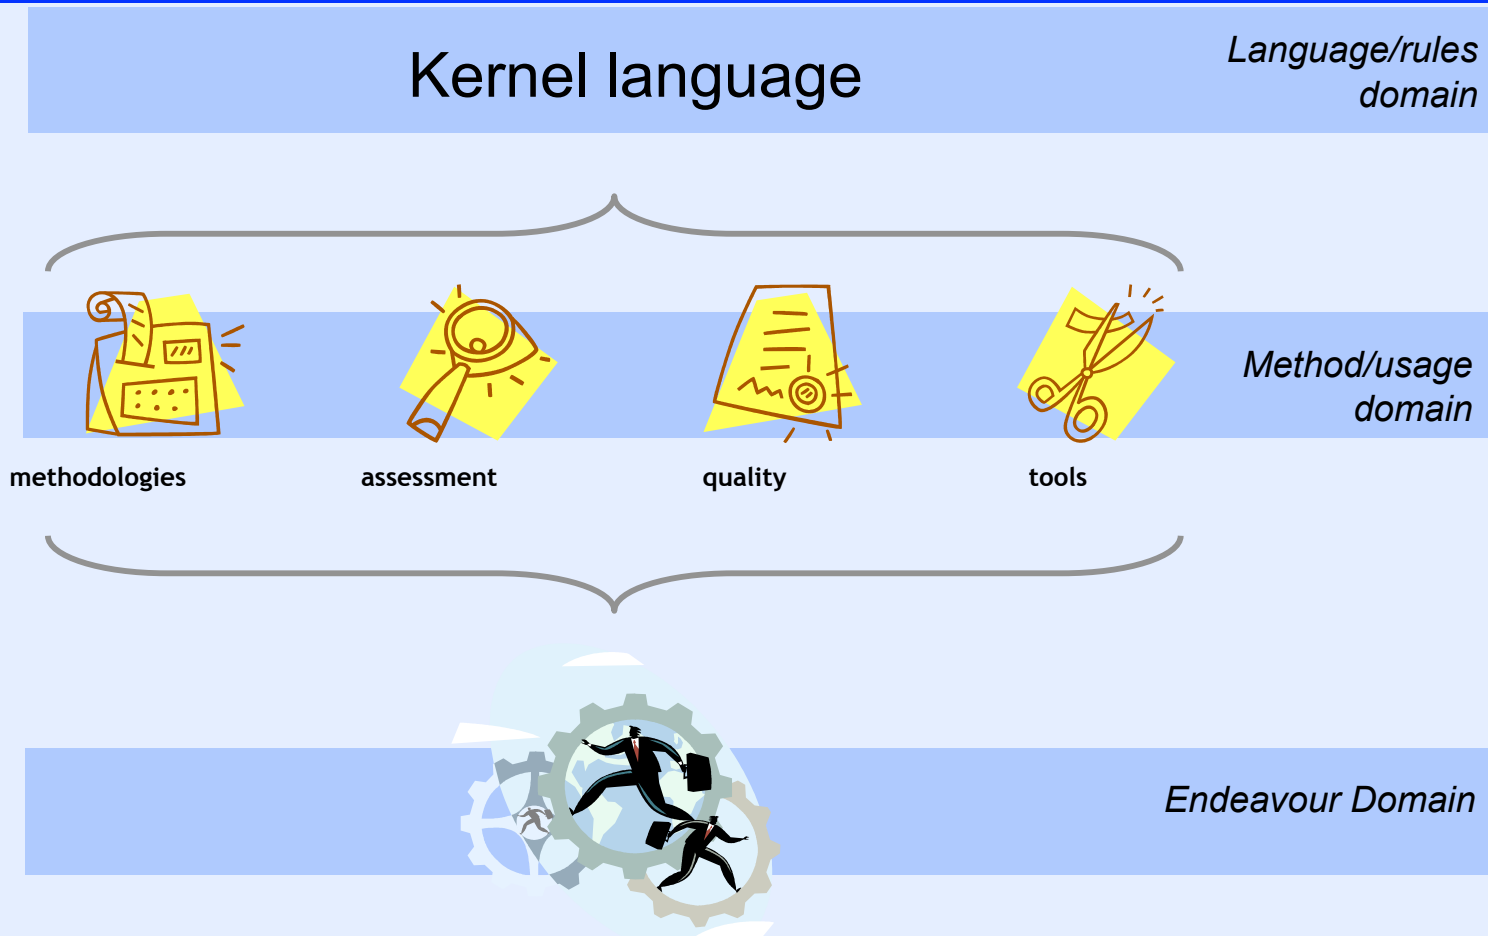 Kernel language
Language/rules
domain
Method/usage
domain
methodologies
assessment
quality
tools
Endeavour Domain